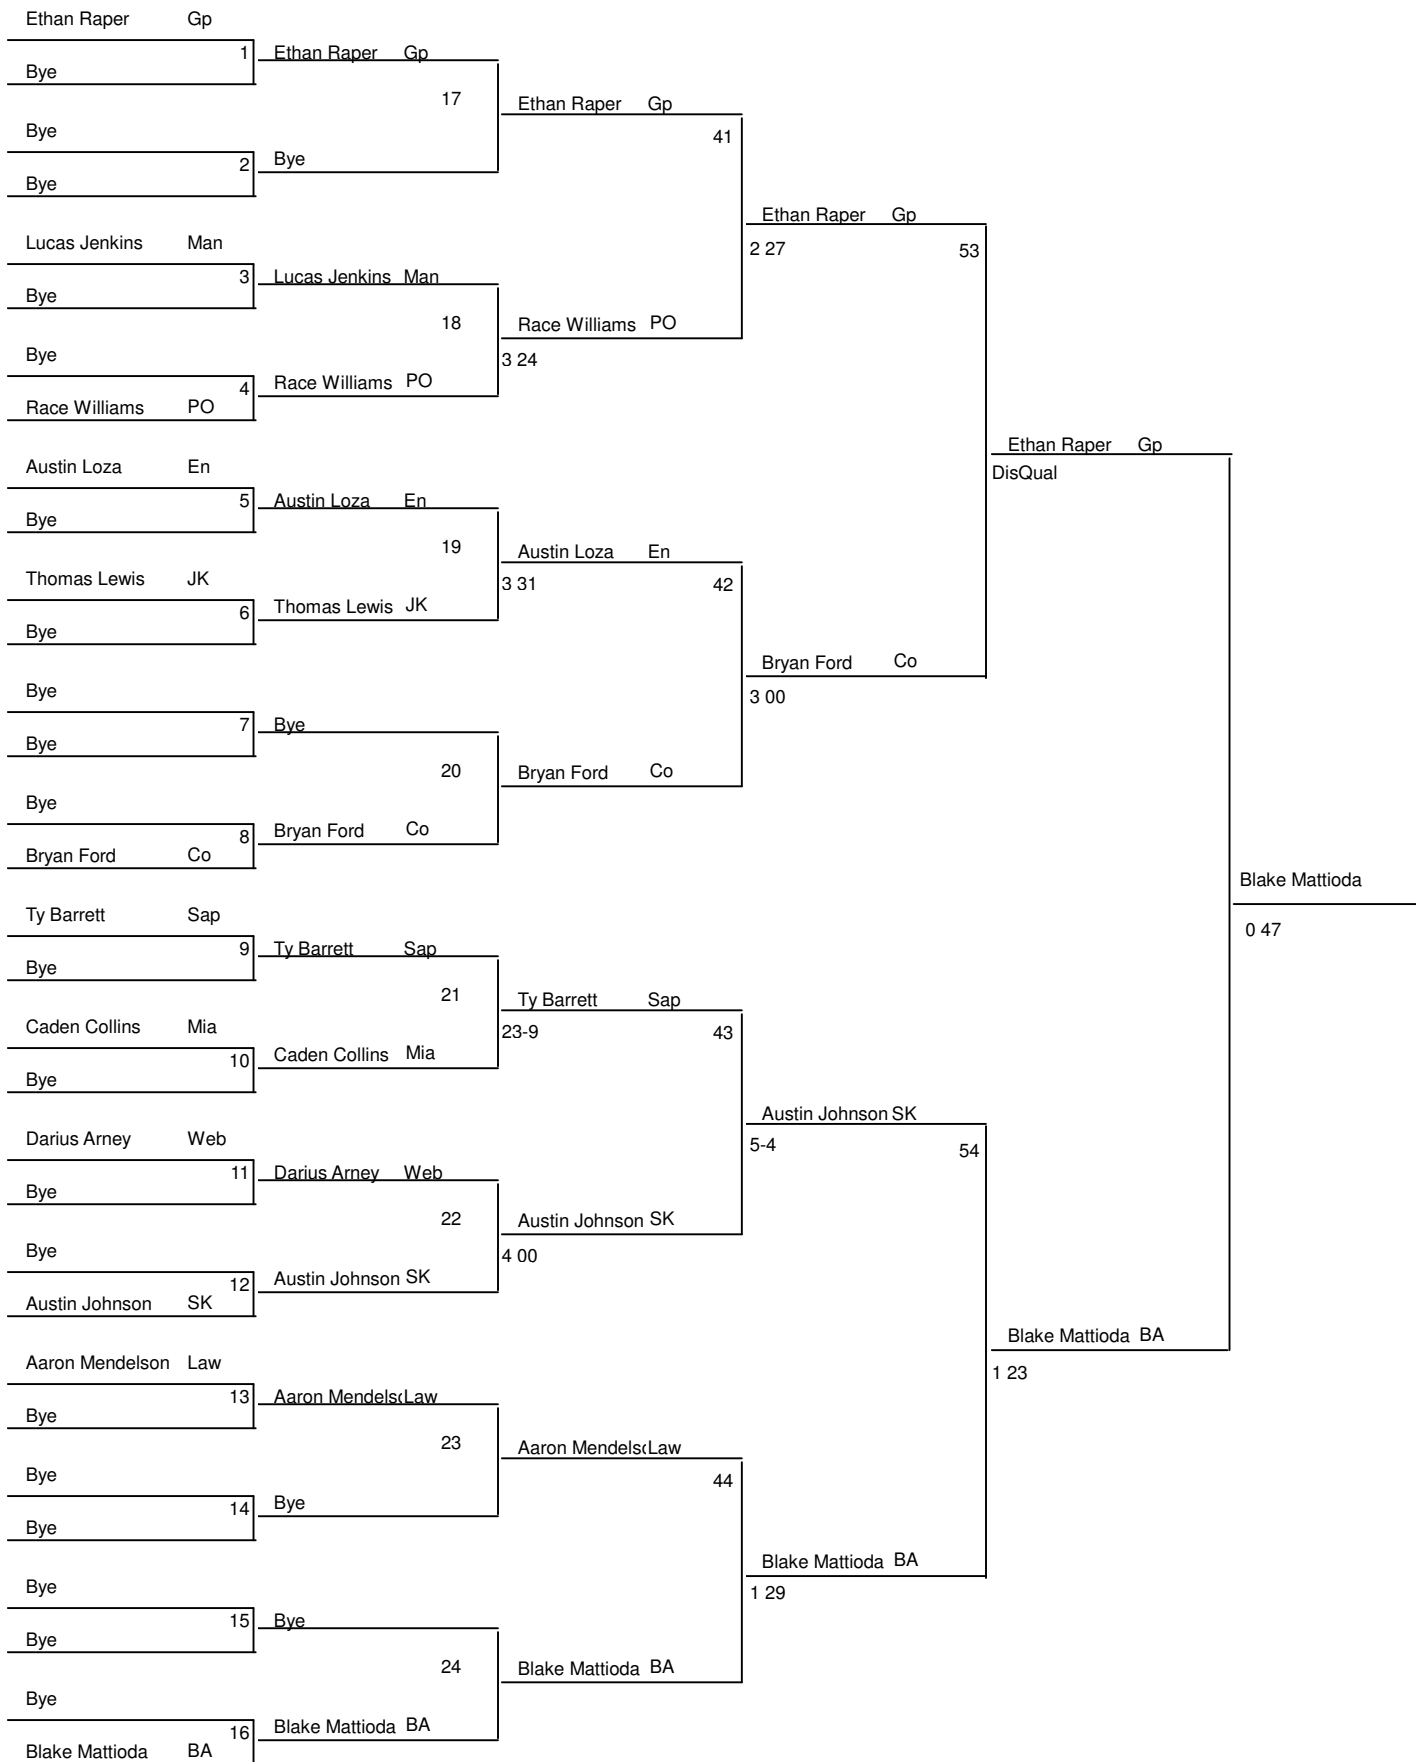 Ethan Raper Gp
1
Bye
Bye
2
Bye
Lucas Jenkins Man
3
Bye
Bye
4
Race Williams PO
Austin Loza En
5
Bye
Thomas Lewis JK
6
Bye
Bye
7
Bye
Bye
8
Bryan Ford Co
Ty Barrett Sap
9
Bye
Caden Collins Mia
10
Bye
Darius Arney Web
11
Bye
Bye
12
Austin Johnson SK
Aaron Mendelson Law
13
Bye
Bye
14
Bye
Bye
15
Bye
Bye
16
Blake Mattioda BA
Ethan Raper Gp
17
Bye
Lucas Jenkins Man
18
Race Williams PO
Austin Loza En
19
Thomas Lewis JK
Bye
20
Bryan Ford Co
Ty Barrett Sap
21
Caden Collins Mia
Darius Arney Web
22
Austin Johnson SK
Aaron Mendels Law
23
Bye
Bye
24
Blake Mattioda BA
Ethan Raper Gp
41
Race Williams PO
3 24
Austin Loza En
3 31
42
Bryan Ford Co
Ty Barrett Sap
23-9
43
Austin Johnson SK
4 00
Aaron Mendels Law
44
Blake Mattioda BA
Ethan Raper Gp
2 27
53
Bryan Ford Co
3 00
Austin Johnson SK
5-4
54
Blake Mattioda BA
1 29
Ethan Raper Gp
DisQual
Blake Mattioda BA
1 23
Blake Mattioda
0 47